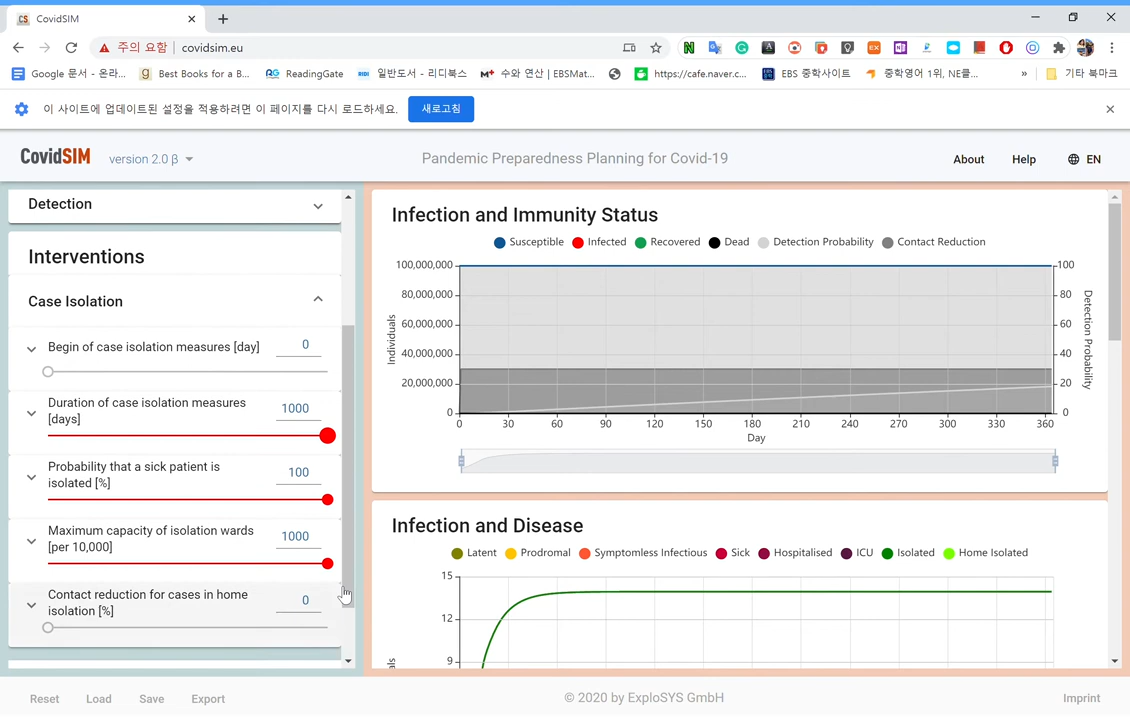 CS CovidSIM
주의 요함 covidsim.eu
Google 문서 - 온라... Best Books for a B... RG ReadingGate RIDI 일반도서 - 리디북스 M+ 수와 연산 | EBSMat... https://cafe.naver.c... EBS 중학사이트 중학영어 1위, NE클... » 기타 북마크
이 사이트에 업데이트된 설정을 적용하려면 이 페이지를 다시 로드하세요. 새로고침
CovidSIM version 2.0 β Pandemic Preparedness Planning for Covid-19 About Help EN
Detection
Interventions
Case Isolation
Begin of case isolation measures [day] 0
Duration of case isolation measures
[days] 1000
Probability that a sick patient is
isolated [%] 100
Maximum capacity of isolation wards
[per 10,000] 1000
Contact reduction for cases in home
isolation [%] 0
Infection and Immunity Status
Susceptible Infected Recovered Dead Detection Probability Contact Reduction
100,000,000 100
80,000,000 80
60,000,000 60
40,000,000 40
20,000,000 20
0 0
Individuals
Detection Probability
0 30 60 90 120 150 180 210 240 270 300 330 360
Day
Infection and Disease
Latent Prodromal Symptomless Infectious Sick Hospitalised ICU Isolated Home Isolated
15
12
9
Reset Load Save Export © 2020 by ExploSYS GmbH Imprint